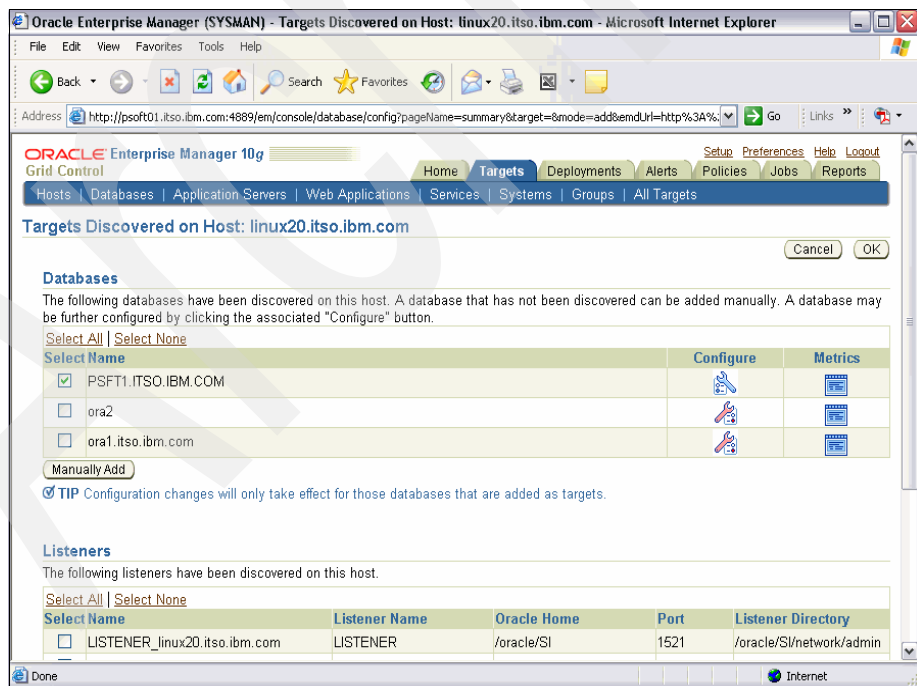 Oracle Enterprise Manager (SYSMAN) - Targets Discovered on Host: linux20.itso.ibm.com - Microsoft Internet Explorer
File Edit View Favorites Tools Help
Back Search Favorites
Address http://psoft01.itso.ibm.com:4889/em/console/database/config?pageName=summary&target=&mode=add&emdUrl=http%3A% Go Links »
ORACLE Enterprise Manager 10g
Setup Preferences Help Logout
Grid Control
Home Targets Deployments Alerts Policies Jobs Reports
Hosts | Databases | Application Servers | Web Applications | Services | Systems | Groups | All Targets
Targets Discovered on Host: linux20.itso.ibm.com
Cancel OK
Databases
The following databases have been discovered on this host. A database that has not been discovered can be added manually. A database may
be further configured by clicking the associated "Configure" button.
Select All | Select None
Select Name Configure Metrics
PSFT1.ITSO.IBM.COM
ora2
ora1.itso.ibm.com
Manually Add
TIP Configuration changes will only take effect for those databases that are added as targets.
Listeners
The following listeners have been discovered on this host.
Select All | Select None
Select Name Listener Name Oracle Home Port Listener Directory
LISTENER_linux20.itso.ibm.com LISTENER /oracle/SI 1521 /oracle/SI/network/admin
Done Internet